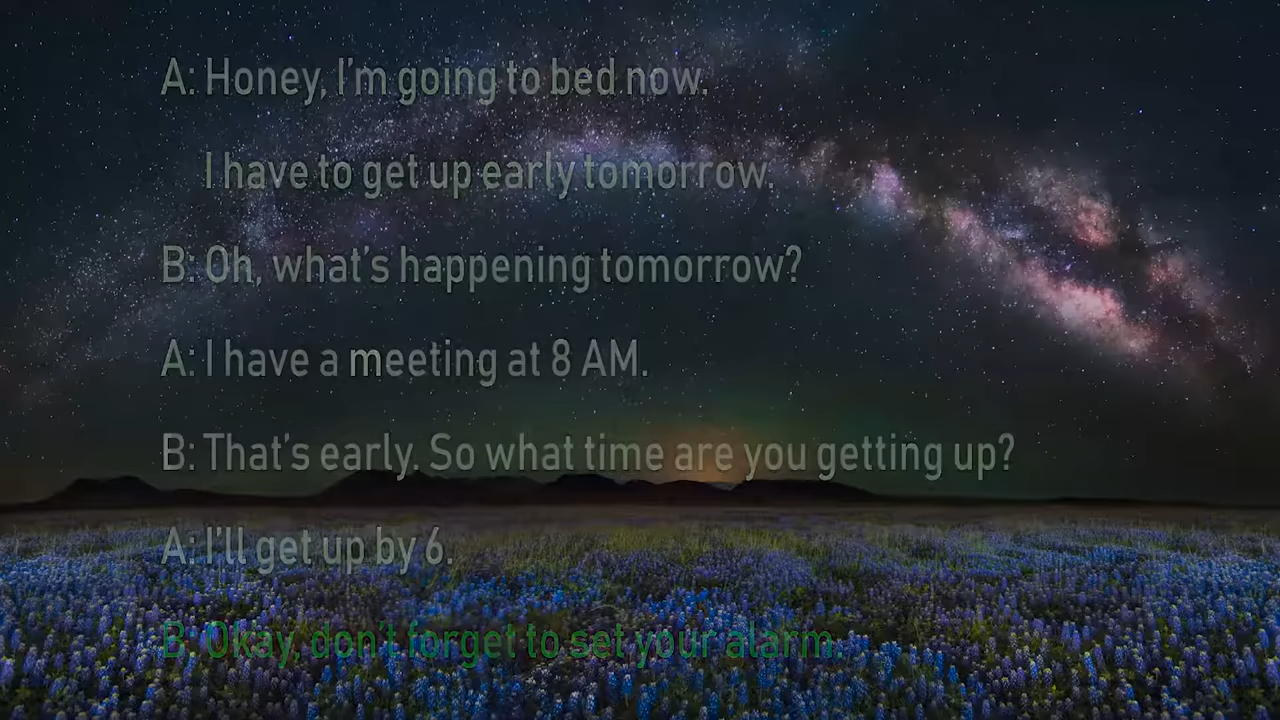 A: Honey, I'm going to bed now.
I have to get up early tomorrow.
B: Oh, what's happening tomorrow?
A: I have a meeting at 8 AM.
B: That's early. So what time are you getting up?
A: I'll get up by 6.
B: Okay, don't forget to set your alarm.